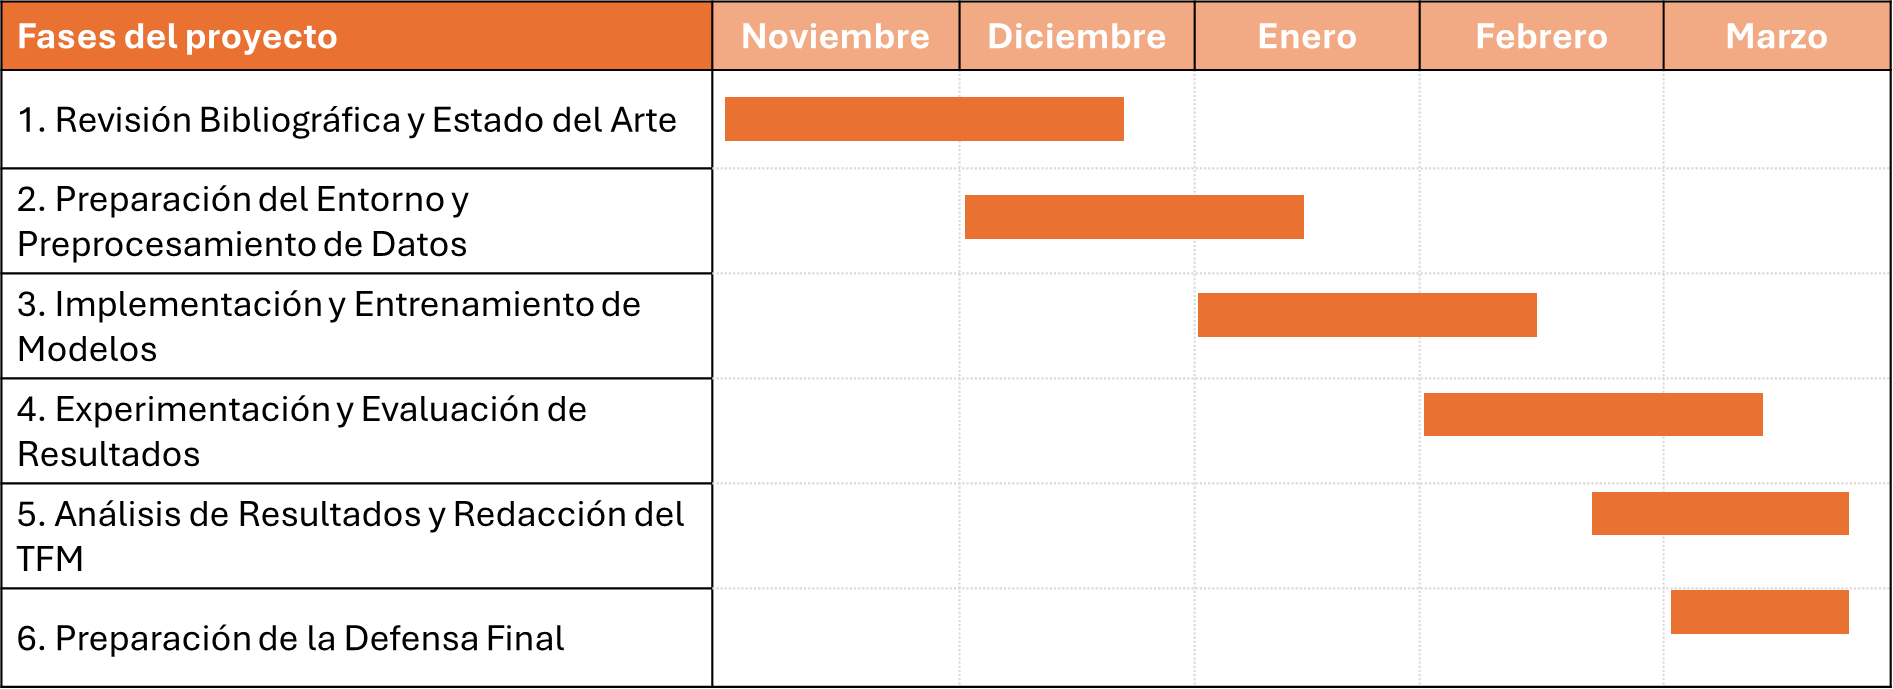 Fases del proyecto Noviembre Diciembre Enero Febrero Marzo
1. Revisión Bibliográfica y Estado del Arte
2. Preparación del Entorno y
Preprocesamiento de Datos
3. Implementación y Entrenamiento de
Modelos
4. Experimentación y Evaluación de
Resultados
5. Análisis de Resultados y Redacción del
TFM
6. Preparación de la Defensa Final